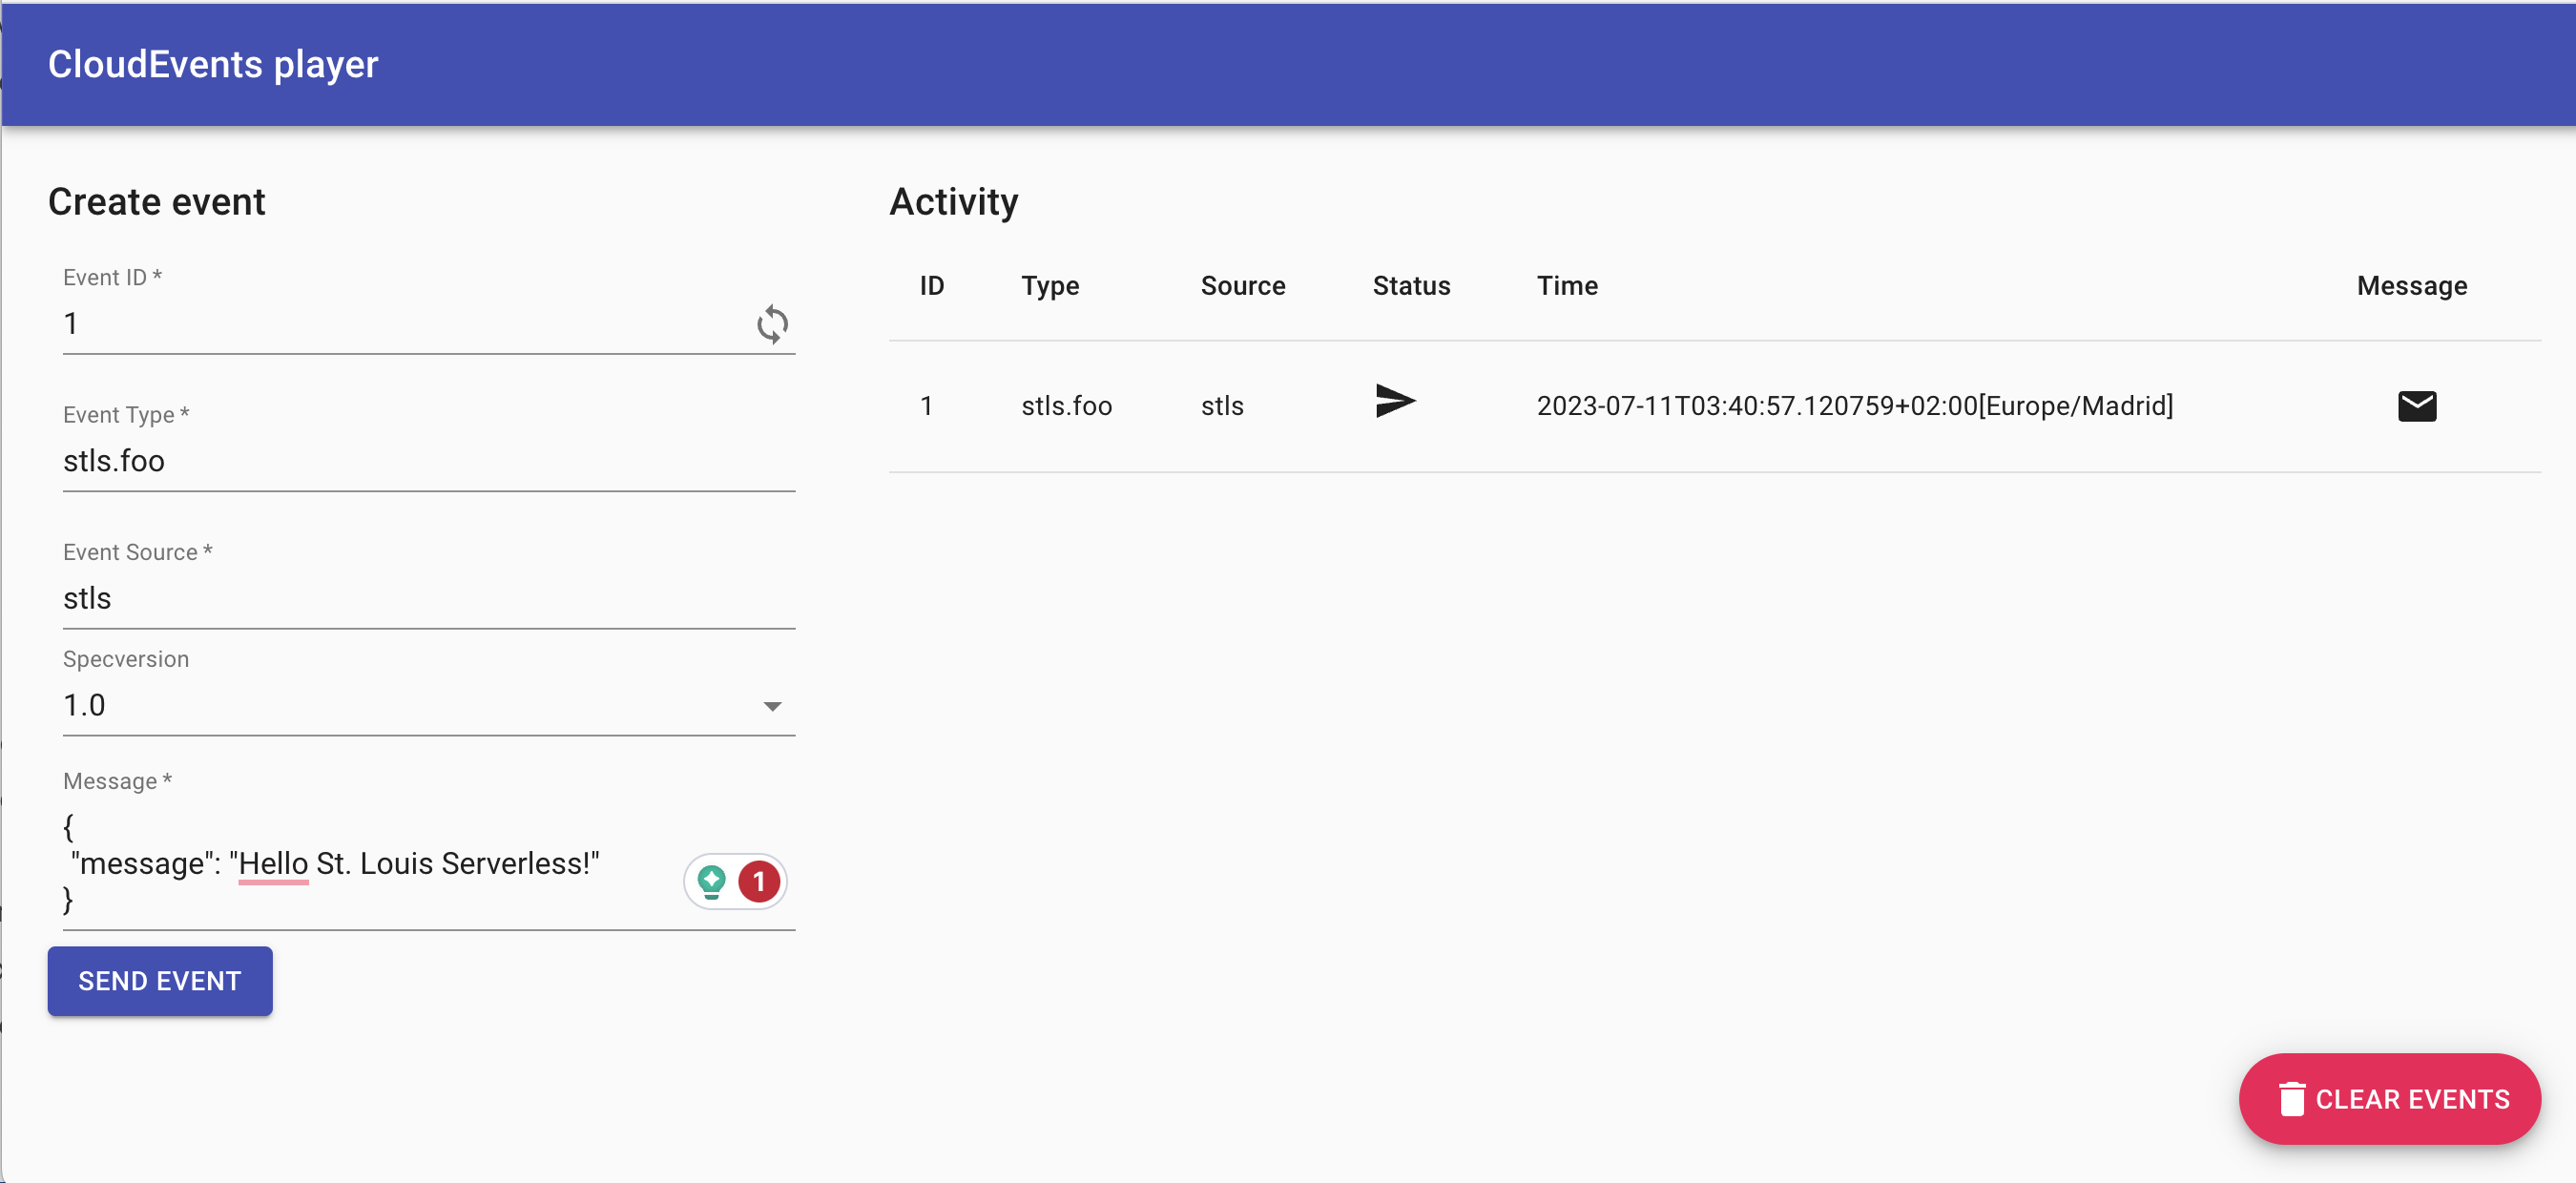 CloudEvents player
Create event
Event ID *
1
Event Type *
stls.foo
Event Source *
stls
Specversion
1.0
Message *
{
"message": "Hello St. Louis Serverless!"
}
1
SEND EVENT
Activity
ID Type Source Status Time Message
1 stls.foo stls 2023-07-11T03:40:57.120759+02:00[Europe/Madrid]
CLEAR EVENTS